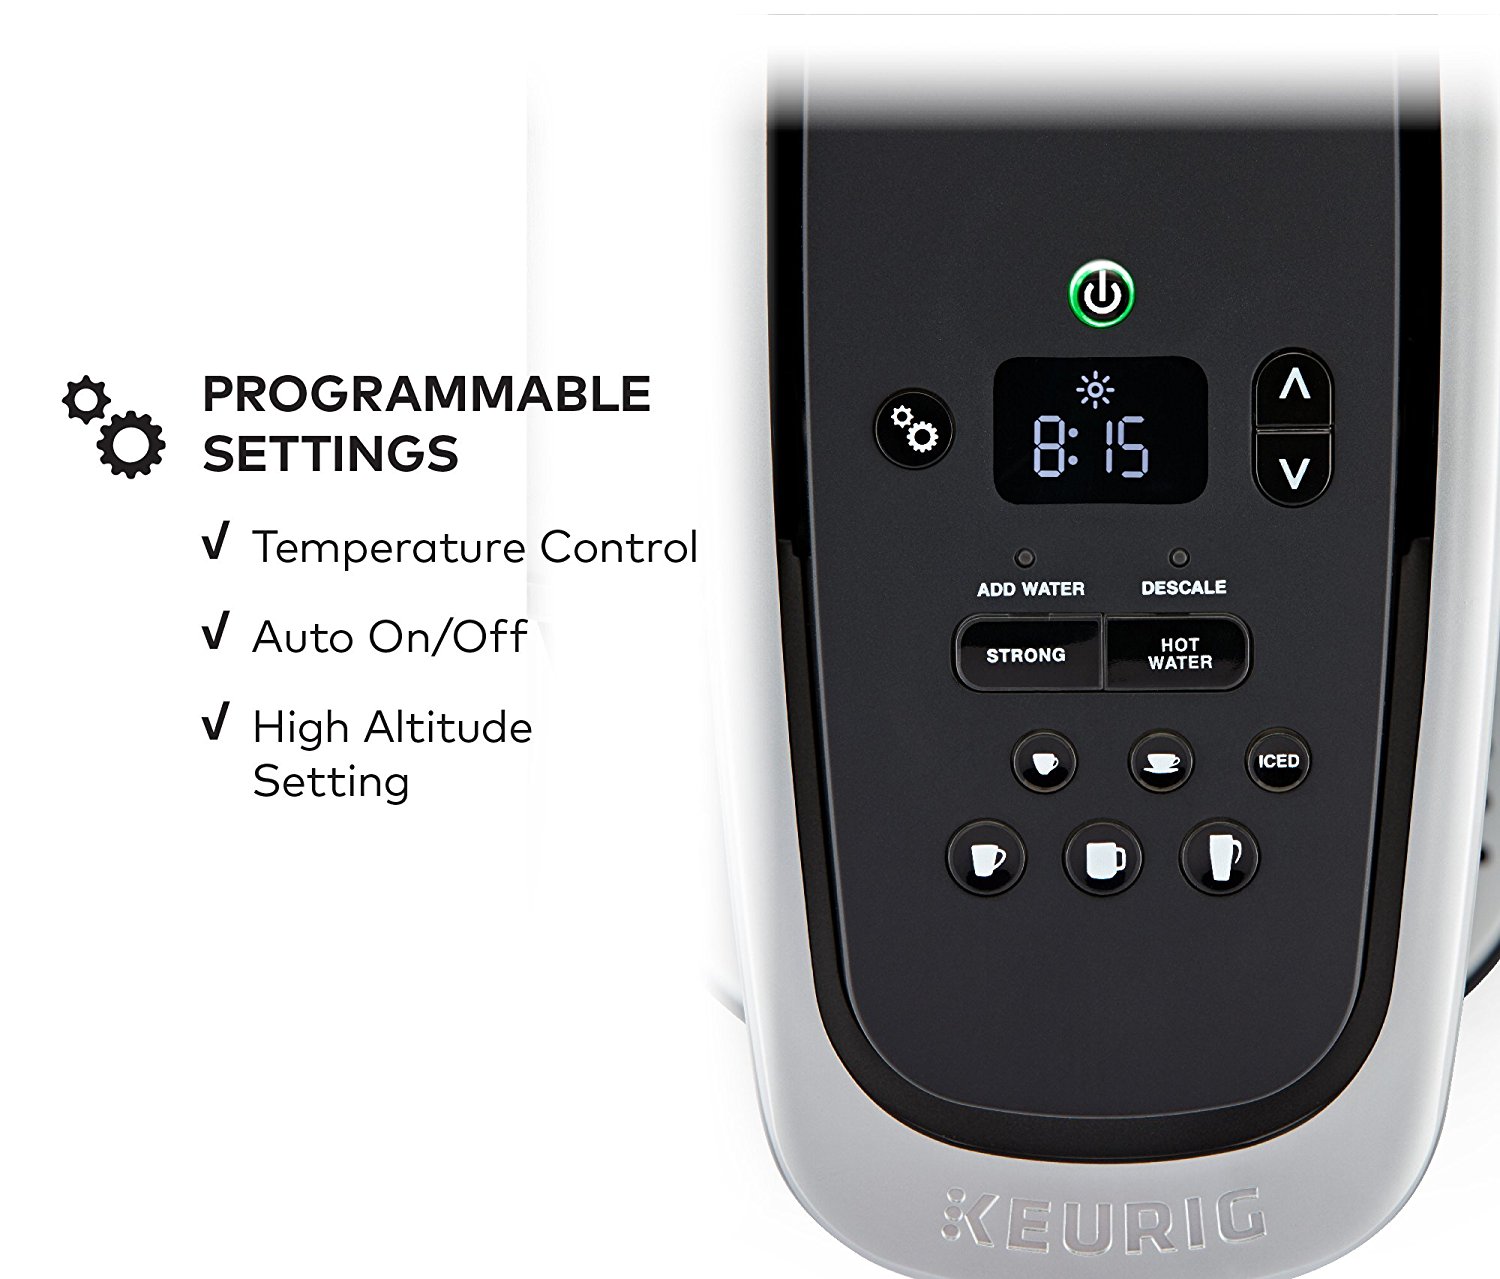 PROGRAMMABLE
SETTINGS
√ Temperature Control
√ Auto On/Off
√ High Altitude
Setting
8:15
ADD WATER
DESCALE
STRONG
HOT
WATER
ICED
KEURIG